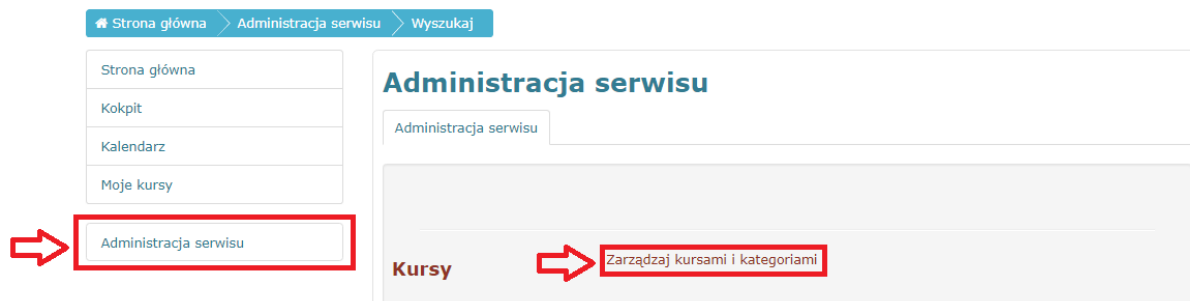 Strona główna Administracja serwisu Wyszukaj
Strona główna
Kokpit
Kalendarz
Moje kursy
Administracja serwisu
Administracja serwisu
Administracja serwisu
Kursy
Zarządzaj kursami i kategoriami